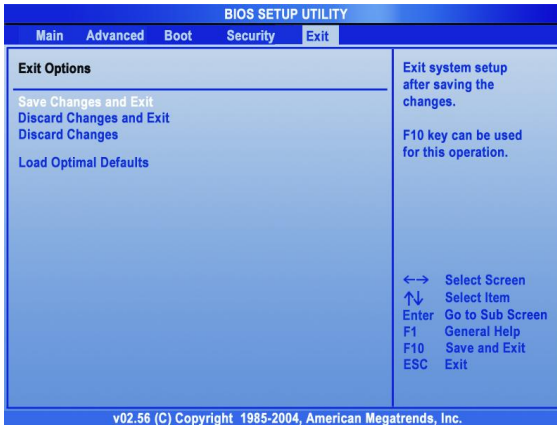 BIOS SETUP UTILITY
Main Advanced Boot Security Exit
Exit Options
Save Changes and Exit
Discard Changes and Exit
Discard Changes
Load Optimal Defaults
Exit system setup
after saving the
changes.
F10 key can be used
for this operation.
←→ Select Screen
↑↓ Select Item
Enter Go to Sub Screen
F1 General Help
F10 Save and Exit
ESC Exit
v02.56 (C) Copyright 1985-2004, American Megatrends, Inc.